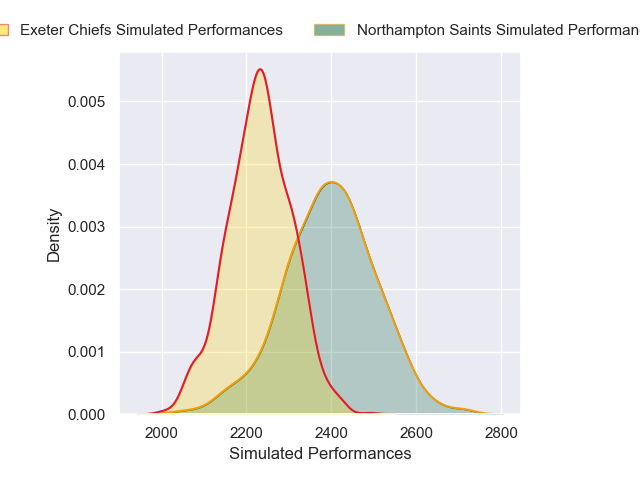 Exeter Chiefs Simulated Performances
Northampton Saints Simulated
0.005
0.004
0.003
0.002
0.001
0.000
Density
2000 2200 2400 2600 2800
Simulated Performances